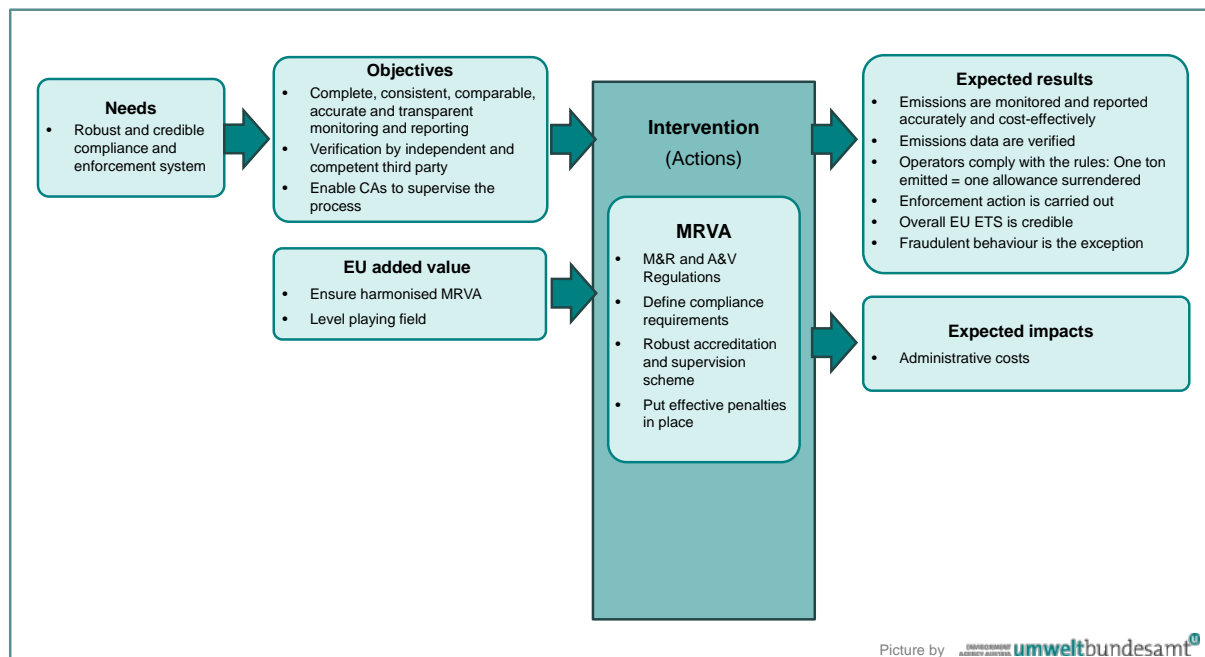 Needs
• Robust and credible
compliance and
enforcement system
Objectives
• Complete, consistent, comparable,
accurate and transparent
monitoring and reporting
• Verification by independent and
competent third party
• Enable CAs to supervise the
process
EU added value
• Ensure harmonised MRVA
• Level playing field
Intervention
(Actions)
MRVA
• M&R and A&V
Regulations
• Define compliance
requirements
• Robust accreditation
and supervision
scheme
• Put effective penalties
in place
Expected results
• Emissions are monitored and reported
accurately and cost-effectively
• Emissions data are verified
• Operators comply with the rules: One ton
emitted = one allowance surrendered
• Enforcement action is carried out
• Overall EU ETS is credible
• Fraudulent behaviour is the exception
Expected impacts
• Administrative costs
Picture by
ENVIRONMENT
AGENCY AUSTRIA
umweltbundesamt
u